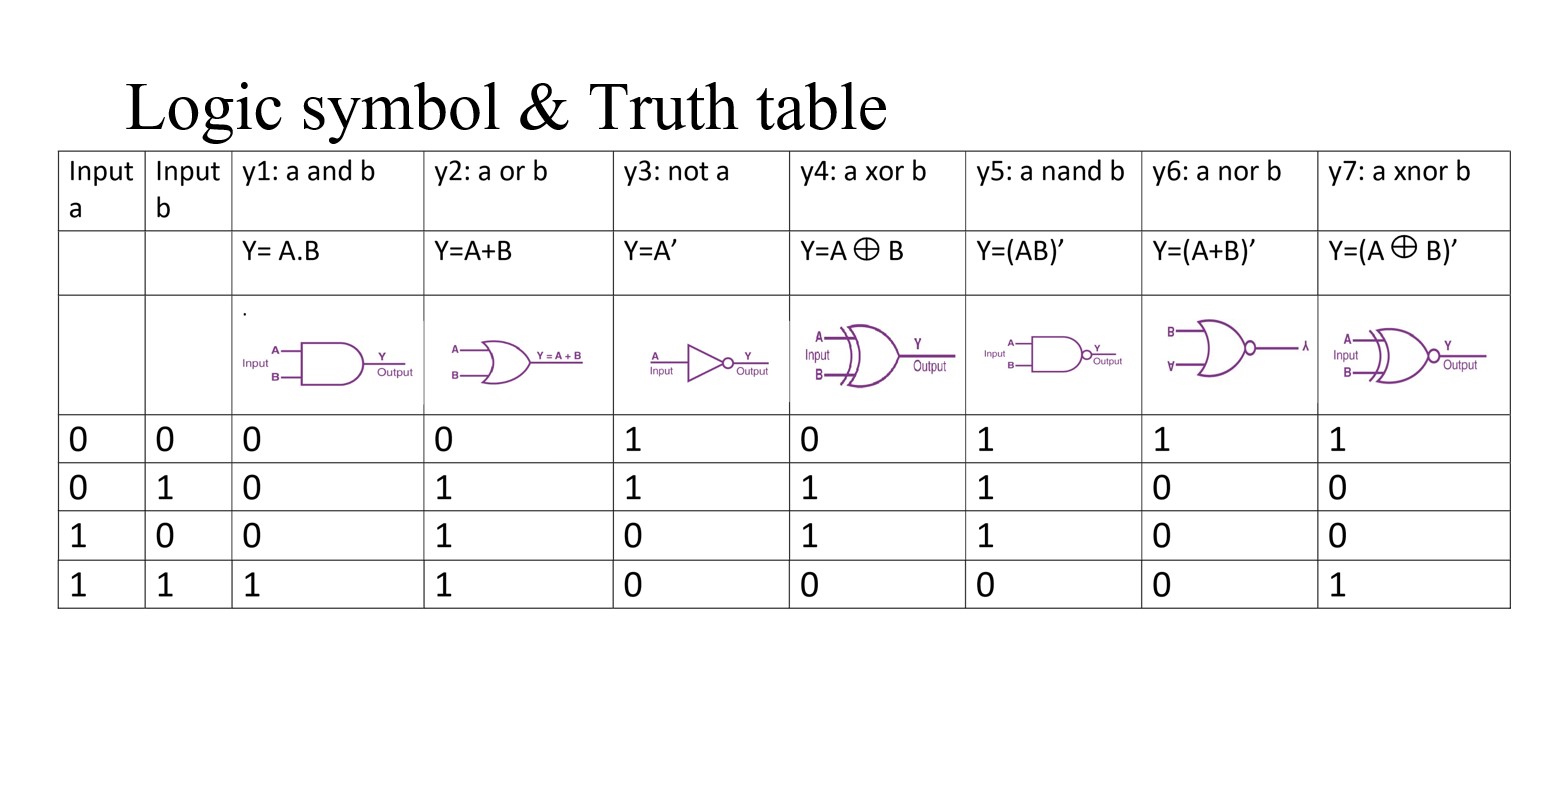 Logic symbol & Truth table
Input a	Input b	y1: a and b	y2: a or b	y3: not a	y4: a xor b	y5: a nand b	y6: a nor b	y7: a xnor b
Y= A.B	Y=A+B	Y=A’	Y=A ⊕ B	Y=(AB)’	Y=(A+B)’	Y=(A ⊕ B)’
.
A Input B Y Output	A B Y = A + B	A Input Y Output	A Input B Y Output	A Input B Y Output	B A Y	A Input B Y Output
0	0	0	0	1	0	1	1	1
0	1	0	1	1	1	1	0	0
1	0	0	1	0	1	1	0	0
1	1	1	1	0	0	0	0	1